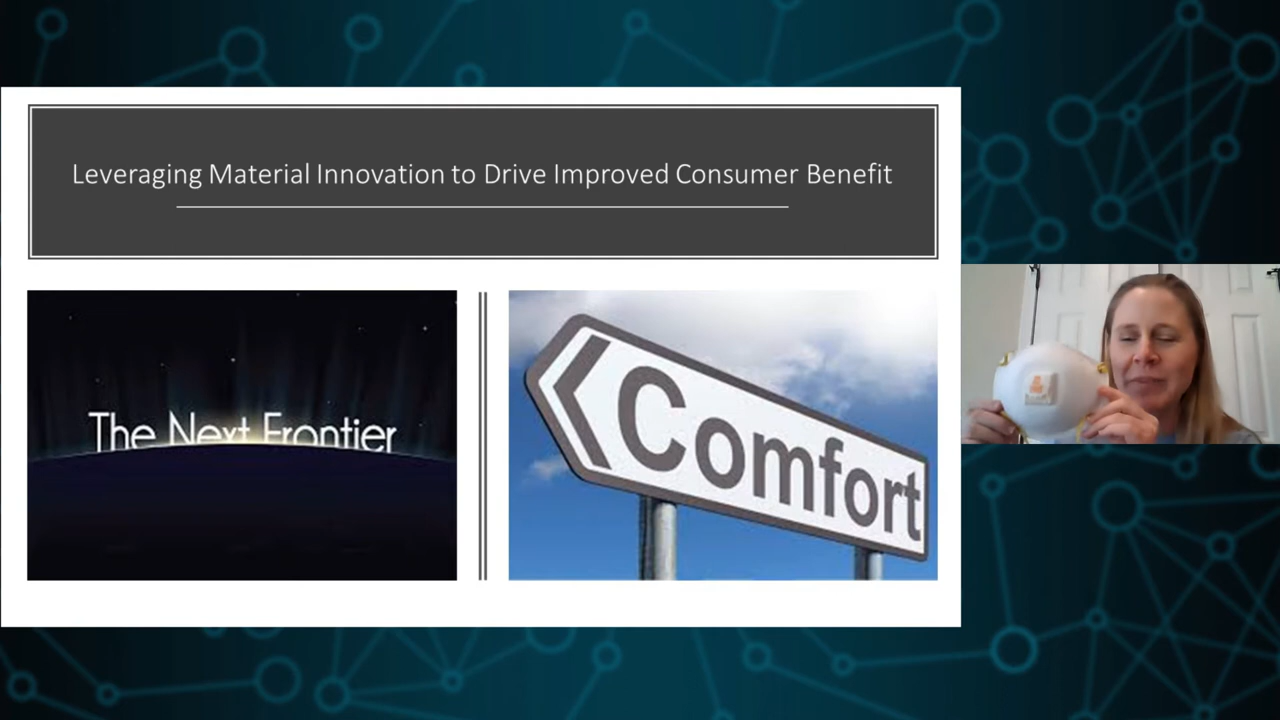 Leveraging Material Innovation to Drive Improved Consumer Benefit
The Next Frontier
Comfort